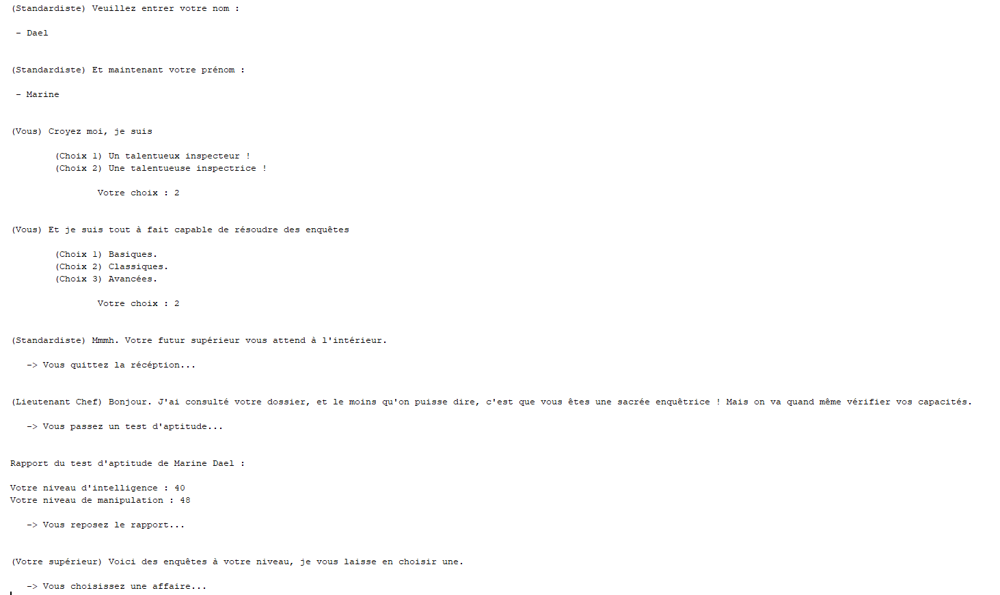 (Standardiste) Veuillez entrer votre nom :
- Dael
(Standardiste) Et maintenant votre prénom :
- Marine
(Vous) Croyez moi, je suis
(Choix 1) Un talentueux inspecteur !
(Choix 2) Une talentueuse inspectrice !
Votre choix : 2
(Vous) Et je suis tout à fait capable de résoudre des enquêtes
(Choix 1) Basiques.
(Choix 2) Classiques.
(Choix 3) Avancées.
Votre choix : 2
(Standardiste) Mmmh. Votre futur supérieur vous attend à l'intérieur.
-> Vous quittez la récéption...
(Lieutenant Chef) Bonjour. J'ai consulté votre dossier, et le moins qu'on puisse dire, c'est que vous êtes une sacrée enquêtrice ! Mais on va quand même vérifier vos capacités.
-> Vous passez un test d'aptitude...
Rapport du test d'aptitude de Marine Dael :
Votre niveau d'intelligence : 40
Votre niveau de manipulation : 48
-> Vous reposez le rapport...
(Votre supérieur) Voici des enquêtes à votre niveau, je vous laisse en choisir une.
-> Vous choisissez une affaire...